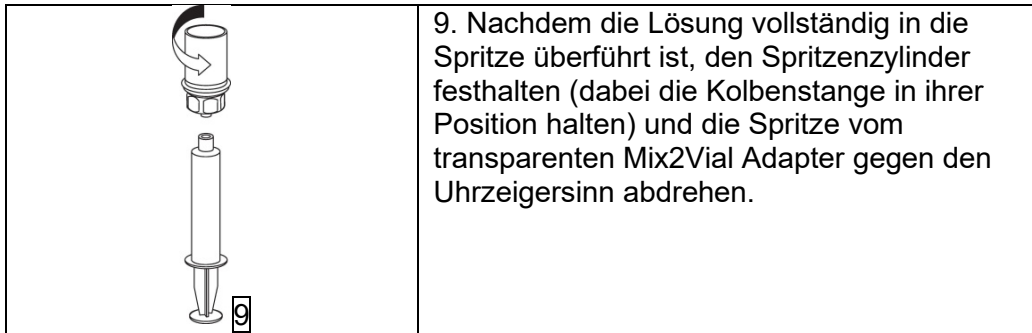 9. Nachdem die Lösung vollständig in die
Spritze überführt ist, den Spritzenzylinder
festhalten (dabei die Kolbenstange in ihrer
Position halten) und die Spritze vom
transparenten Mix2Vial Adapter gegen den
Uhrzeigersinn abdrehen.
9